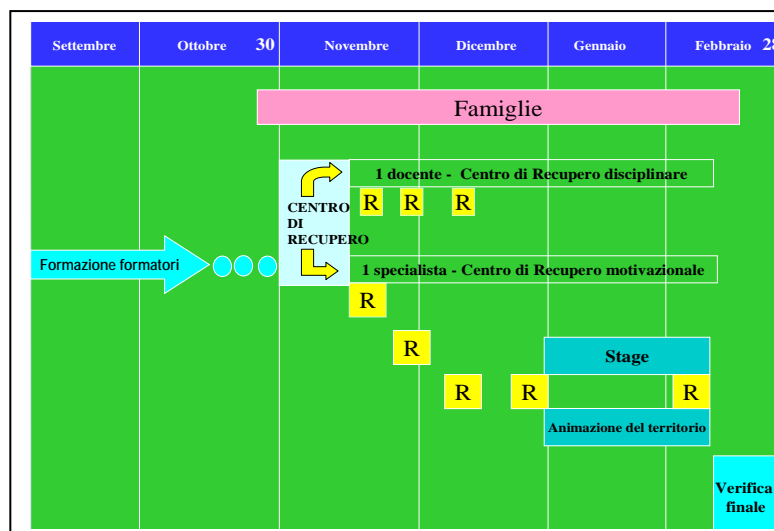 Settembre Ottobre 30 Novembre Dicembre Gennaio Febbraio 28
Famiglie
1 docente - Centro di Recupero disciplinare
R R R
CENTRO
DI
RECUPERO
Formazione formatori
1 specialista - Centro di Recupero motivazionale
R
R
Stage
R R R
Animazione del territorio
Verifica
finale